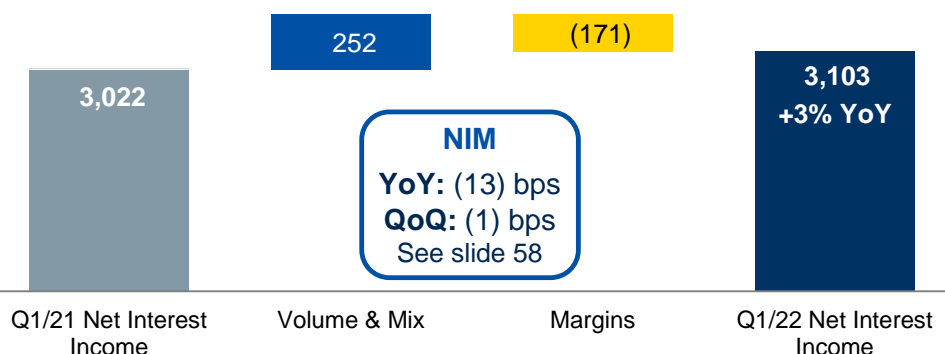 252
(171)
3,022
3,103
+3% YoY
NIM
YoY: (13) bps
QoQ: (1) bps
See slide 58
Q1/21 Net Interest
Income
Volume & Mix
Margins
Q1/22 Net Interest
Income